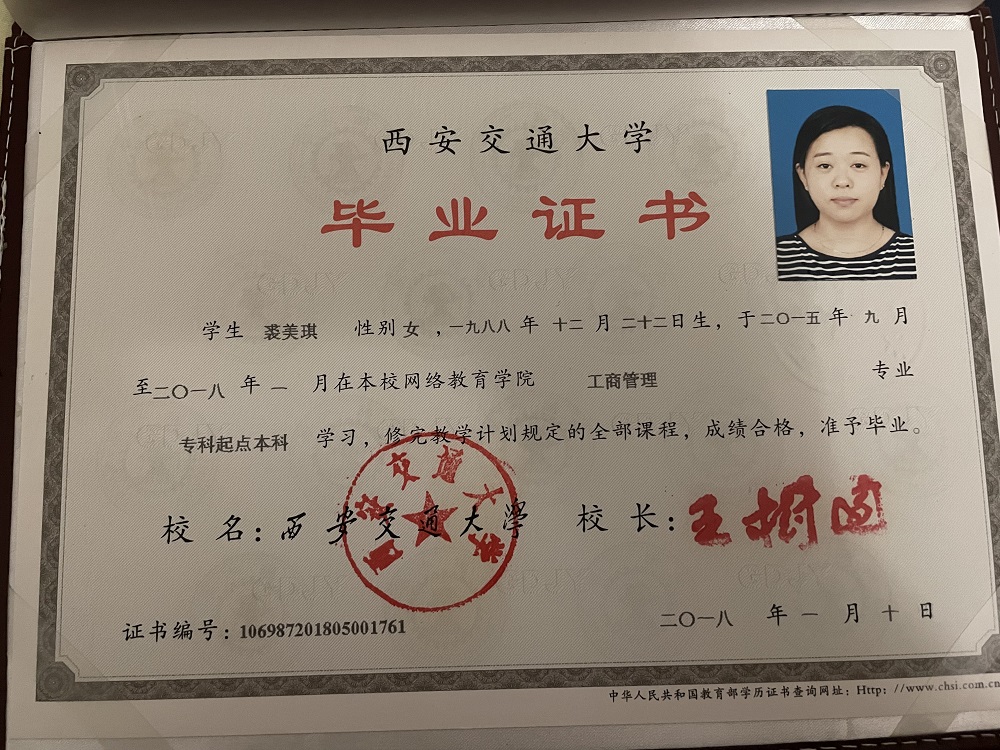 西安交通大学
毕业证书
学生 裘美琪 性别 女 ,一九八八 年 十二 月 二十二日生，于二〇一五 年 九 月
至二〇一八 年 一 月在本校网络教育学院 工商管理 专业
专科起点本科 学习，修完教学计划规定的全部课程，成绩合格，准予毕业。
校 名：西安交通大學 校 长：王树国
西安交通大学
证书编号：106987201805001761 二〇一八 年 一 月 十 日
中华人民共和国教育部学历证书查询网址：Http：//www.chsi.com.cn